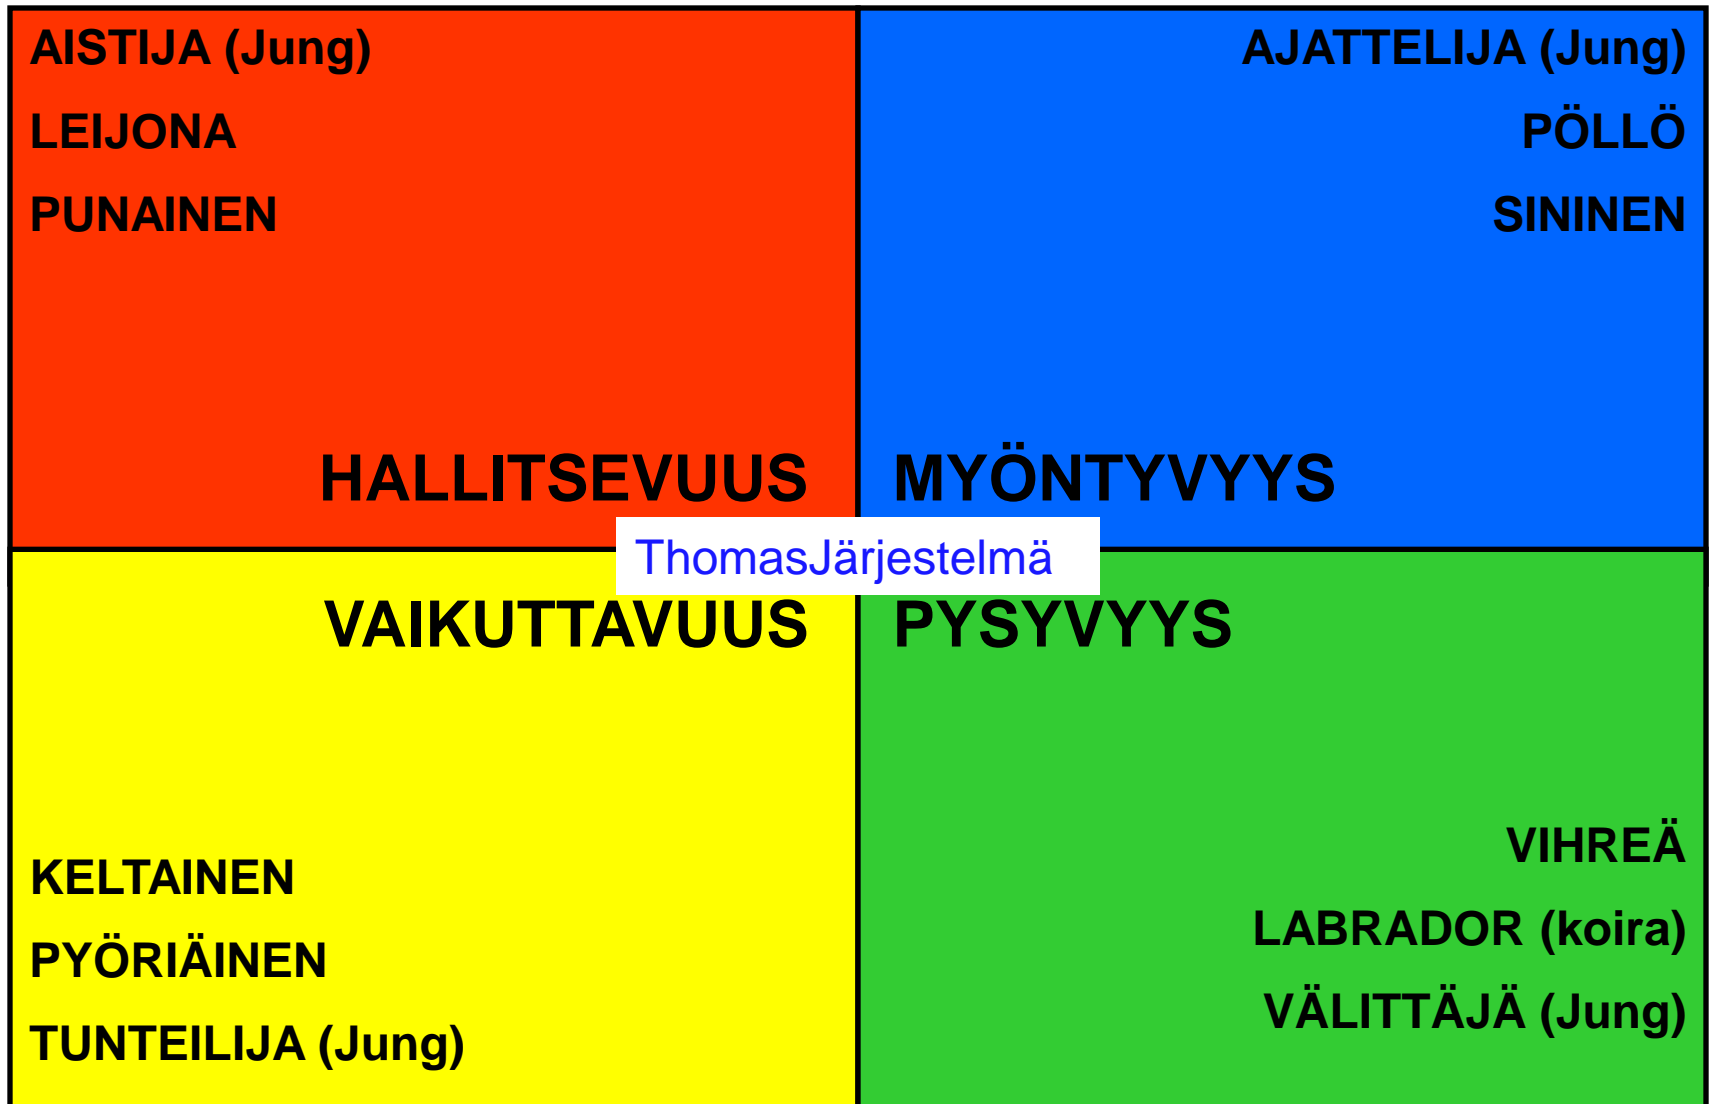 AISTIJA (Jung)
LEIJONA
PUNAINEN
HALLITSEVUUS
AJATTELIJA (Jung)
PÖLLÖ
SININEN
MYÖNTYVYYS
ThomasJärjestelmä
VAIKUTTAVUUS
KELTAINEN
PYÖRIÄINEN
TUNTEILIJA (Jung)
PYSYVYYS
VIHREÄ
LABRADOR (koira)
VÄLITTÄJÄ (Jung)